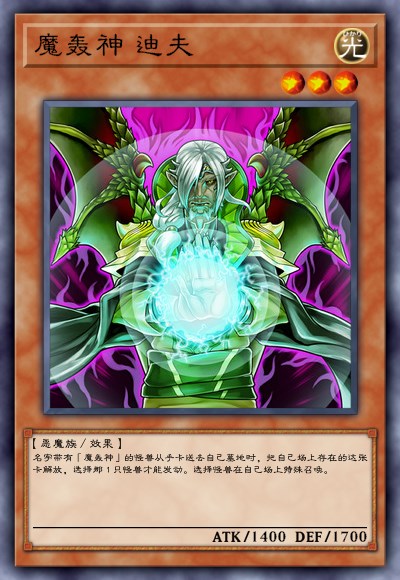 魔轰神 迪夫
光
ひかり
【恶魔族/效果】
名字带有「魔轰神」的怪兽从手卡送去自己墓地时,把自己场上存在的这张
卡解放,选择那1只怪兽才能发动。选择怪兽在自己场上特殊召唤。
ATK/1400 DEF/1700